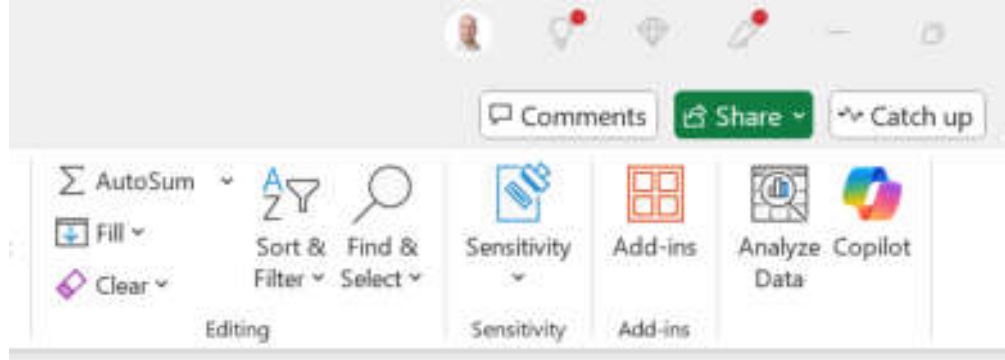 Comments Share Catch up
AutoSum
Fill
Clear
A
Z
Sort &
Filter
Find &
Select
Editing
Sensitivity
Sensitivity
Add-ins
Add-ins
Analyze
Data
Copilot